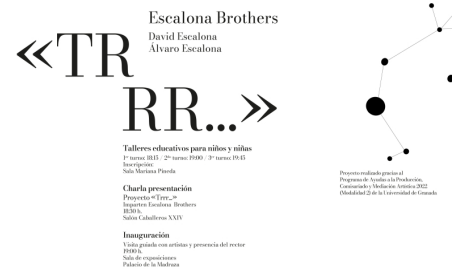 Escalona Brothers
David Escalona
Álvaro Escalona
«TR
RR...»
Talleres educativos para niños y niñas
1er turno: 18:15 / 2º turno: 19:00 / 3er turno: 19:45
Inscripción:
Sala Mariana Pineda
Charla presentación
Proyecto «Trrr...»
Imparten Escalona Brothers
18:30 h.
Salón Caballeros XXIV
Inauguración
Visita guiada con artistas y presencia del rector
19:00 h.
Sala de exposiciones
Palacio de la Madraza
Proyecto realizado gracias al
Programa de Ayudas a la Producción,
Comisariado y Mediación Artística 2022
(Modalidad 2) de la Universidad de Granada